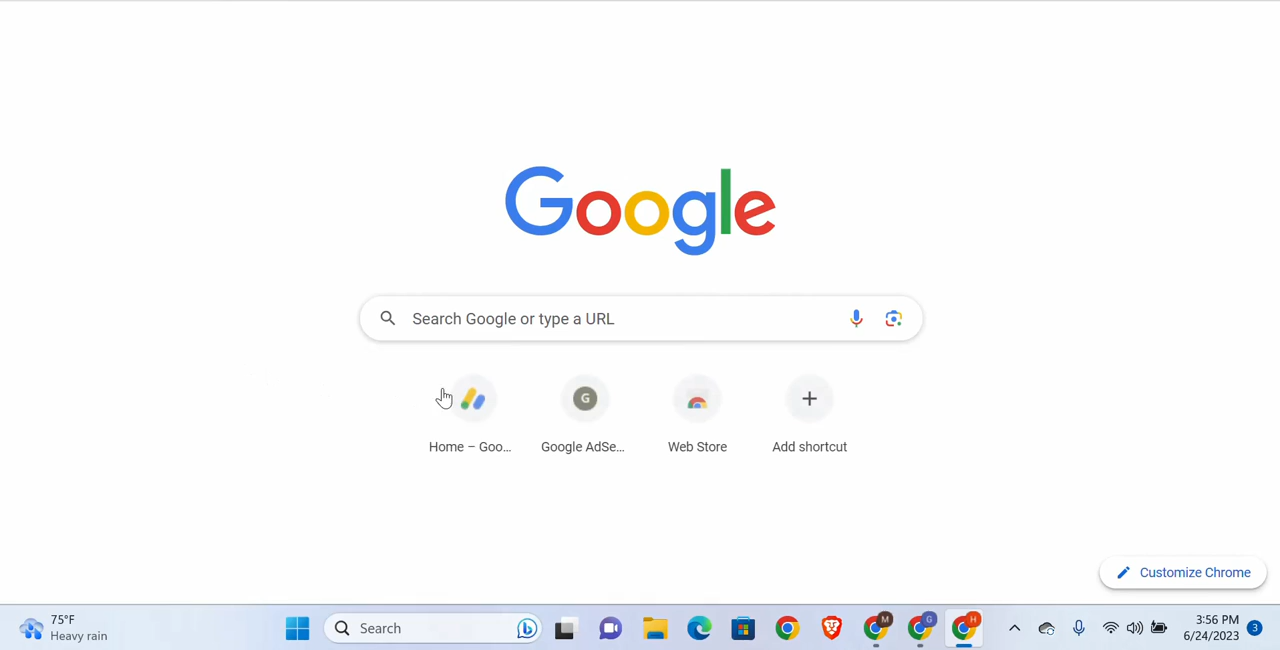 Google
Search Google or type a URL
G
Home – Goo...
Google AdSe...
Web Store
Add shortcut
Customize Chrome
75°F
Heavy rain
Search
M
G
H
3:56 PM
6/24/2023
3